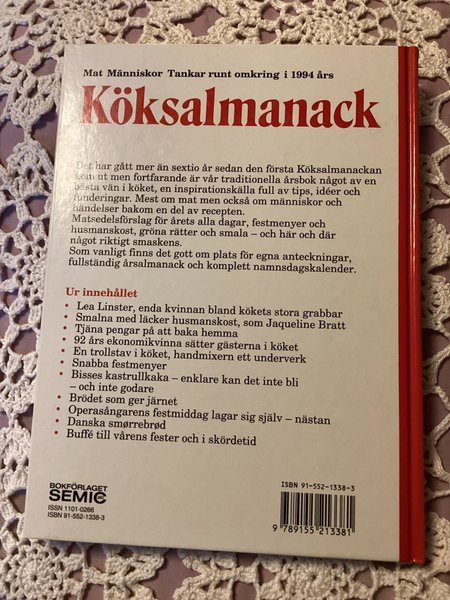 Mat Människor Tankar runt omkring i 1994 års
Köksalmanack
Det har gått mer än sextio år sedan den första Köksalmanackan
kom ut men fortfarande är vår traditionella årsbok något av en
bästa vän i köket, en inspirationskälla full av tips, idéer och
funderingar. Mest om mat men också om människor och
händelser bakom en del av recepten.
Matsedelsförslag för årets alla dagar, festmenyer och
husmanskost, gröna rätter och smala – och här och där
något riktigt smaskens.
Som vanligt finns det gott om plats för egna anteckningar,
fullständig årsalmanack och komplett namnsdagskalender.
Ur innehållet
• Lea Linster, enda kvinnan bland kökets stora grabbar
• Smalna med läcker husmanskost, som Jaqueline Bratt
• Tjäna pengar på att baka hemma
• 92 års ekonomikvinna sätter gästerna i köket
• En trollstav i köket, handmixern ett underverk
• Snabba festmenyer
• Bisses kastrullkaka – enklare kan det inte bli
– och inte godare
• Brödet som ger järnet
• Operasångarens festmiddag lagar sig själv – nästan
• Danska smørrebrød
• Buffé till vårens fester och i skördetid
BOKFÖRLAGET
SEMIC
ISSN 1101-0266
ISBN 91-552-1338-3
ISBN 91-552-1338-3
9 789155 213381